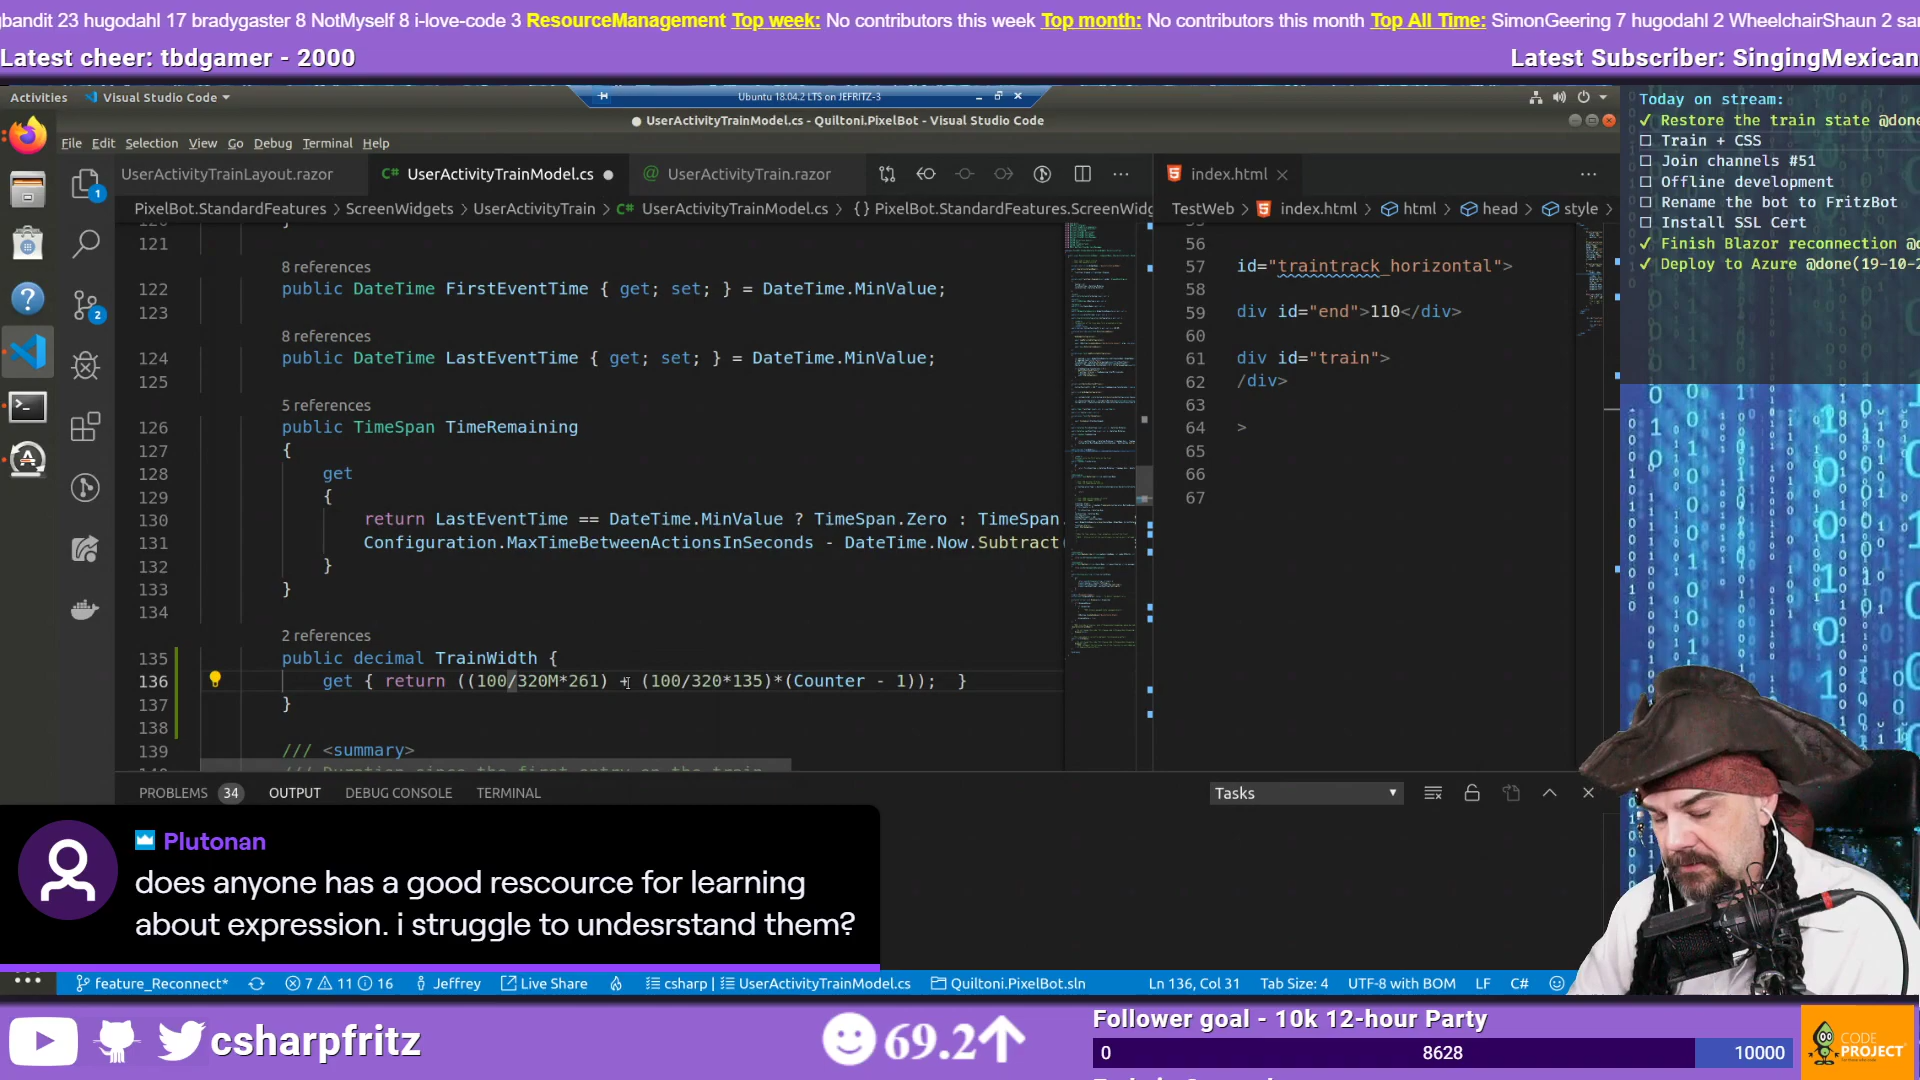 gbandit 23 hugodahl 17 bradygaster 8 NotMyself 8 i-love-code 3 ResourceManagement Top week: No contributors this week Top month: No contributors this month Top All Time: SimonGeering 7 hugodahl 2 WheelchairShaun 2
Latest cheer: tbdgamer - 2000
Latest Subscriber: SingingMexican
Activities
Visual Studio Code
Ubuntu 18.04.2 LTS on JEFRITZ-3
● UserActivityTrainModel.cs - Quiltoni.PixelBot - Visual Studio Code
File Edit Selection View Go Debug Terminal Help
UserActivityTrainLayout.razor
C# UserActivityTrainModel.cs ●
@ UserActivityTrain.razor
index.html
PixelBot.StandardFeatures > ScreenWidgets > UserActivityTrain > C# UserActivityTrainModel.cs > {} PixelBot.StandardFeatures.ScreenWidg
TestWeb > index.html > html > head > style >
121
8 references
122 public DateTime FirstEventTime { get; set; } = DateTime.MinValue;
123
8 references
124 public DateTime LastEventTime { get; set; } = DateTime.MinValue;
125
5 references
126 public TimeSpan TimeRemaining
127 {
128 get
129 {
130 return LastEventTime == DateTime.MinValue ? TimeSpan.Zero : TimeSpan.
131 Configuration.MaxTimeBetweenActionsInSeconds - DateTime.Now.Subtract(
132 }
133 }
134
2 references
135 public decimal TrainWidth {
136 get { return ((100/320M*261) + (100/320*135)*(Counter - 1)); }
137 }
138
139 /// <summary>
/// Duration since the first entry on the train
56
57 id="traintrack_horizontal">
58
59 div id="end">110</div>
60
61 div id="train">
62 /div>
63
64 >
65
66
67
PROBLEMS 34 OUTPUT DEBUG CONSOLE TERMINAL
Tasks
Today on stream:
✓ Restore the train state @done
☐ Train + CSS
☐ Join channels #51
☐ Offline development
☐ Rename the bot to FritzBot
☐ Install SSL Cert
✓ Finish Blazor reconnection @d
✓ Deploy to Azure @done(19-10-2
1
2
Plutonan
does anyone has a good rescource for learning
about expression. i struggle to undesrstand them?
feature_Reconnect* 7 11 16 Jeffrey Live Share csharp | UserActivityTrainModel.cs Quiltoni.PixelBot.sln Ln 136, Col 31 Tab Size: 4 UTF-8 with BOM LF C#
csharpfritz
69.2
Follower goal - 10k 12-hour Party
0 8628 10000
CODE
PROJECT